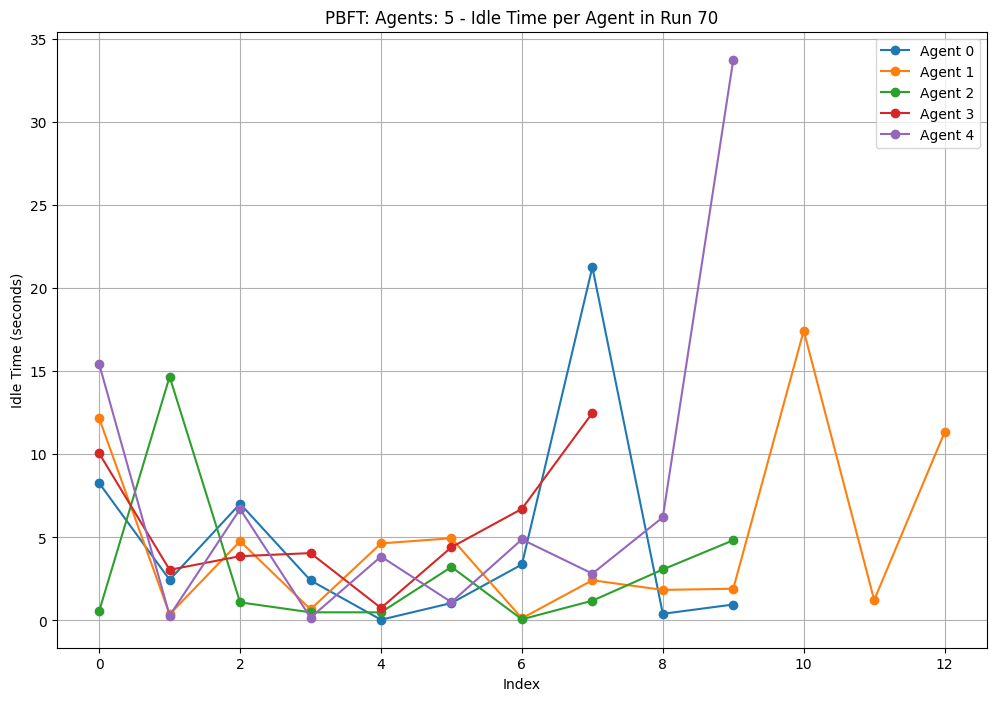 PBFT: Agents: 5 - Idle Time per Agent in Run 70
35
30
25
20
15
10
5
0
Idle Time (seconds)
0 2 4 6 8 10 12
Index
Agent 0
Agent 1
Agent 2
Agent 3
Agent 4